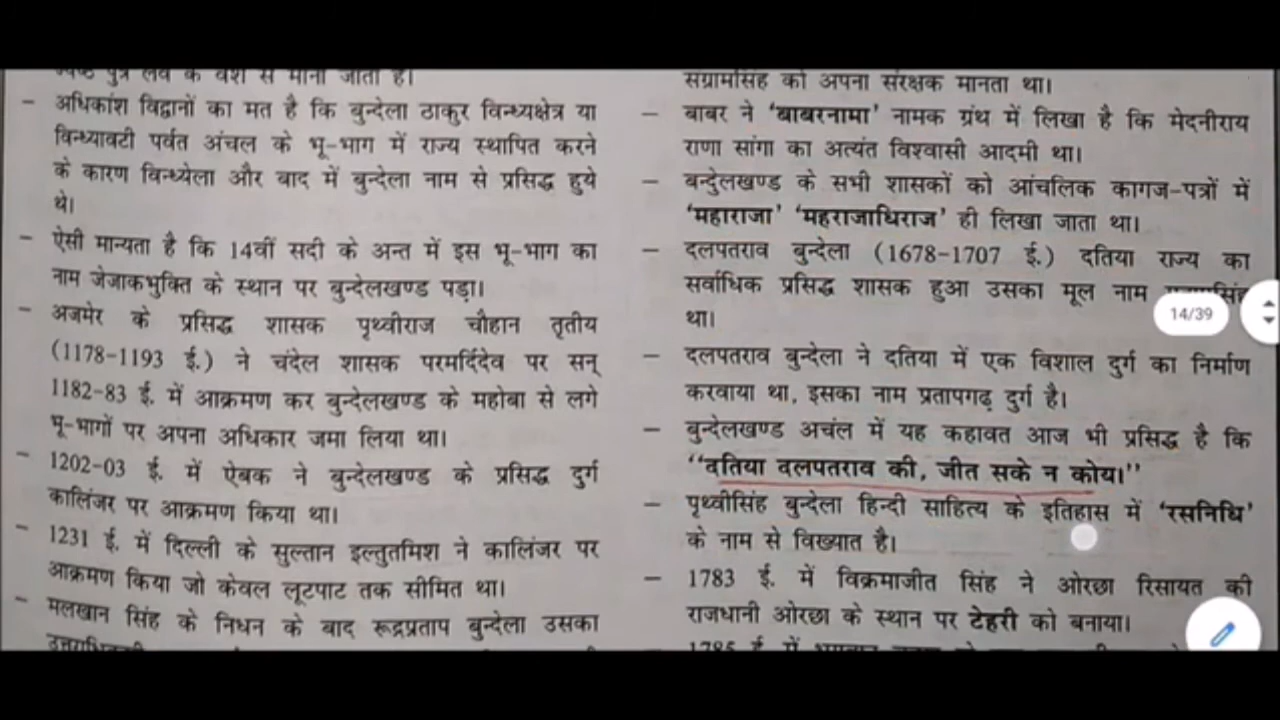 ज्येष्ठ पुत्र लव के वंश से माना जाता है।
– अधिकांश विद्वानों का मत है कि बुन्देला ठाकुर विन्ध्यक्षेत्र या
विन्ध्यावटी पर्वत अंचल के भू-भाग में राज्य स्थापित करने
के कारण विन्ध्येला और बाद में बुन्देला नाम से प्रसिद्ध हुये
थे।
– ऐसी मान्यता है कि 14वीं सदी के अन्त में इस भू-भाग का
नाम जेजाकभुक्ति के स्थान पर बुन्देलखण्ड पड़ा।
– अजमेर के प्रसिद्ध शासक पृथ्वीराज चौहान तृतीय
(1178-1193 ई.) ने चंदेल शासक परमर्दिदेव पर सन्
1182-83 ई. में आक्रमण कर बुन्देलखण्ड के महोबा से लगे
भू-भागों पर अपना अधिकार जमा लिया था।
– 1202-03 ई. में ऐबक ने बुन्देलखण्ड के प्रसिद्ध दुर्ग
कालिंजर पर आक्रमण किया था।
– 1231 ई. में दिल्ली के सुल्तान इल्तुतमिश ने कालिंजर पर
आक्रमण किया जो केवल लूटपाट तक सीमित था।
– मलखान सिंह के निधन के बाद रूद्रप्रताप बुन्देला उसका
संग्रामसिंह को अपना संरक्षक मानता था।
– बाबर ने 'बाबरनामा' नामक ग्रंथ में लिखा है कि मेदनीराय
राणा सांगा का अत्यंत विश्वासी आदमी था।
– बन्दुेलखण्ड के सभी शासकों को आंचलिक कागज-पत्रों में
'महाराजा' 'महराजाधिराज' ही लिखा जाता था।
– दलपतराव बुन्देला (1678-1707 ई.) दतिया राज्य का
सर्वाधिक प्रसिद्ध शासक हुआ उसका मूल नाम
था।
14/39
– दलपतराव बुन्देला ने दतिया में एक विशाल दुर्ग का निर्माण
करवाया था, इसका नाम प्रतापगढ़ दुर्ग है।
– बुन्देलखण्ड अचंल में यह कहावत आज भी प्रसिद्ध है कि
''दतिया दलपतराव की, जीत सके न कोय।''
– पृथ्वीसिंह बुन्देला हिन्दी साहित्य के इतिहास में 'रसनिधि'
के नाम से विख्यात है।
– 1783 ई. में विक्रमाजीत सिंह ने ओरछा रिसायत की
राजधानी ओरछा के स्थान पर टेहरी को बनाया।